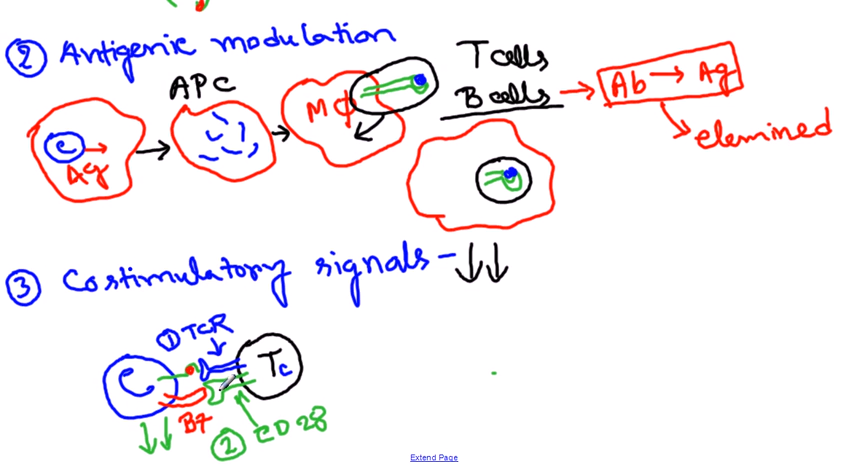 ② Antigenic modulation
T cells
B cells → Ab → Ag
elemined
APC
C
Ag
Mϕ
③ Costimulatory signals - ↓↓
① TCR
C
Tc
B7
② CD28
Extend Page